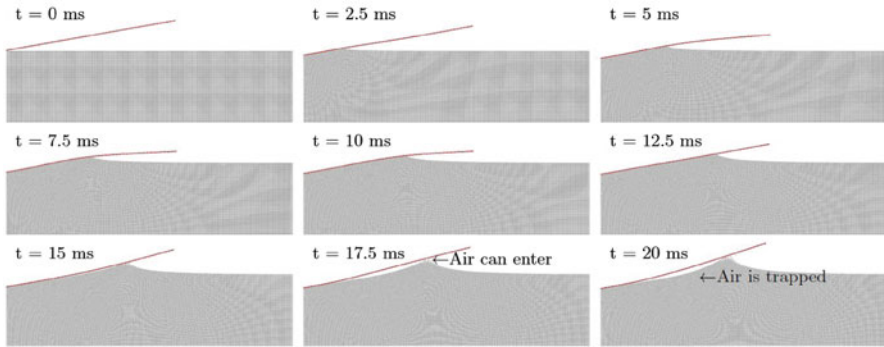 t = 0 ms
t = 2.5 ms
t = 5 ms
t = 7.5 ms
t = 10 ms
t = 12.5 ms
t = 15 ms
t = 17.5 ms
←Air can enter
t = 20 ms
←Air is trapped